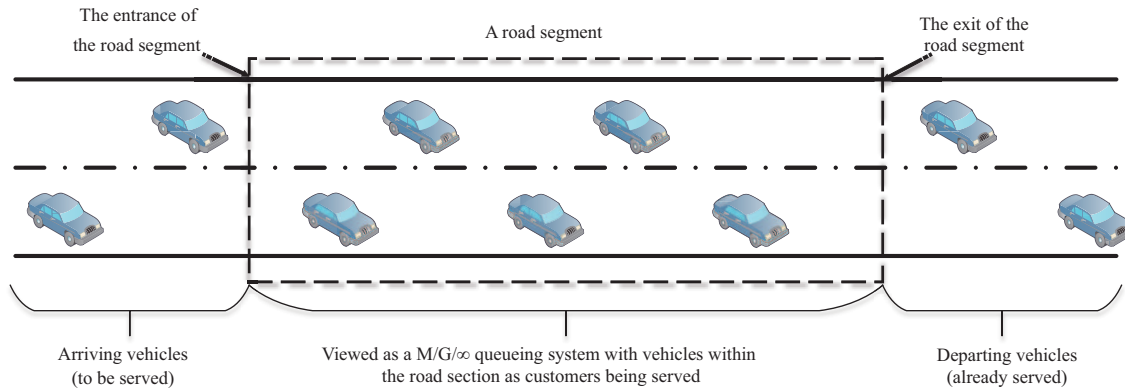 The entrance of
the road segment
A road segment
The exit of the
road segment
Arriving vehicles
(to be served)
Viewed as a M/G/∞ queueing system with vehicles within
the road section as customers being served
Departing vehicles
(already served)